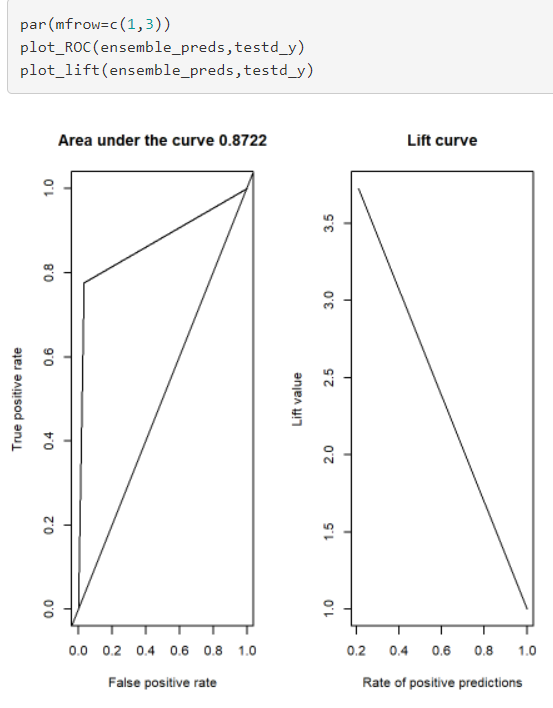 par(mfrow=c(1,3))
plot_ROC(ensemble_preds,testd_y)
plot_lift(ensemble_preds,testd_y)
Area under the curve 0.8722
True positive rate
1.0
0.8
0.6
0.4
0.2
0.0
0.0 0.2 0.4 0.6 0.8 1.0
False positive rate
Lift curve
Lift value
3.5
3.0
2.5
2.0
1.5
1.0
0.2 0.4 0.6 0.8 1.0
Rate of positive predictions